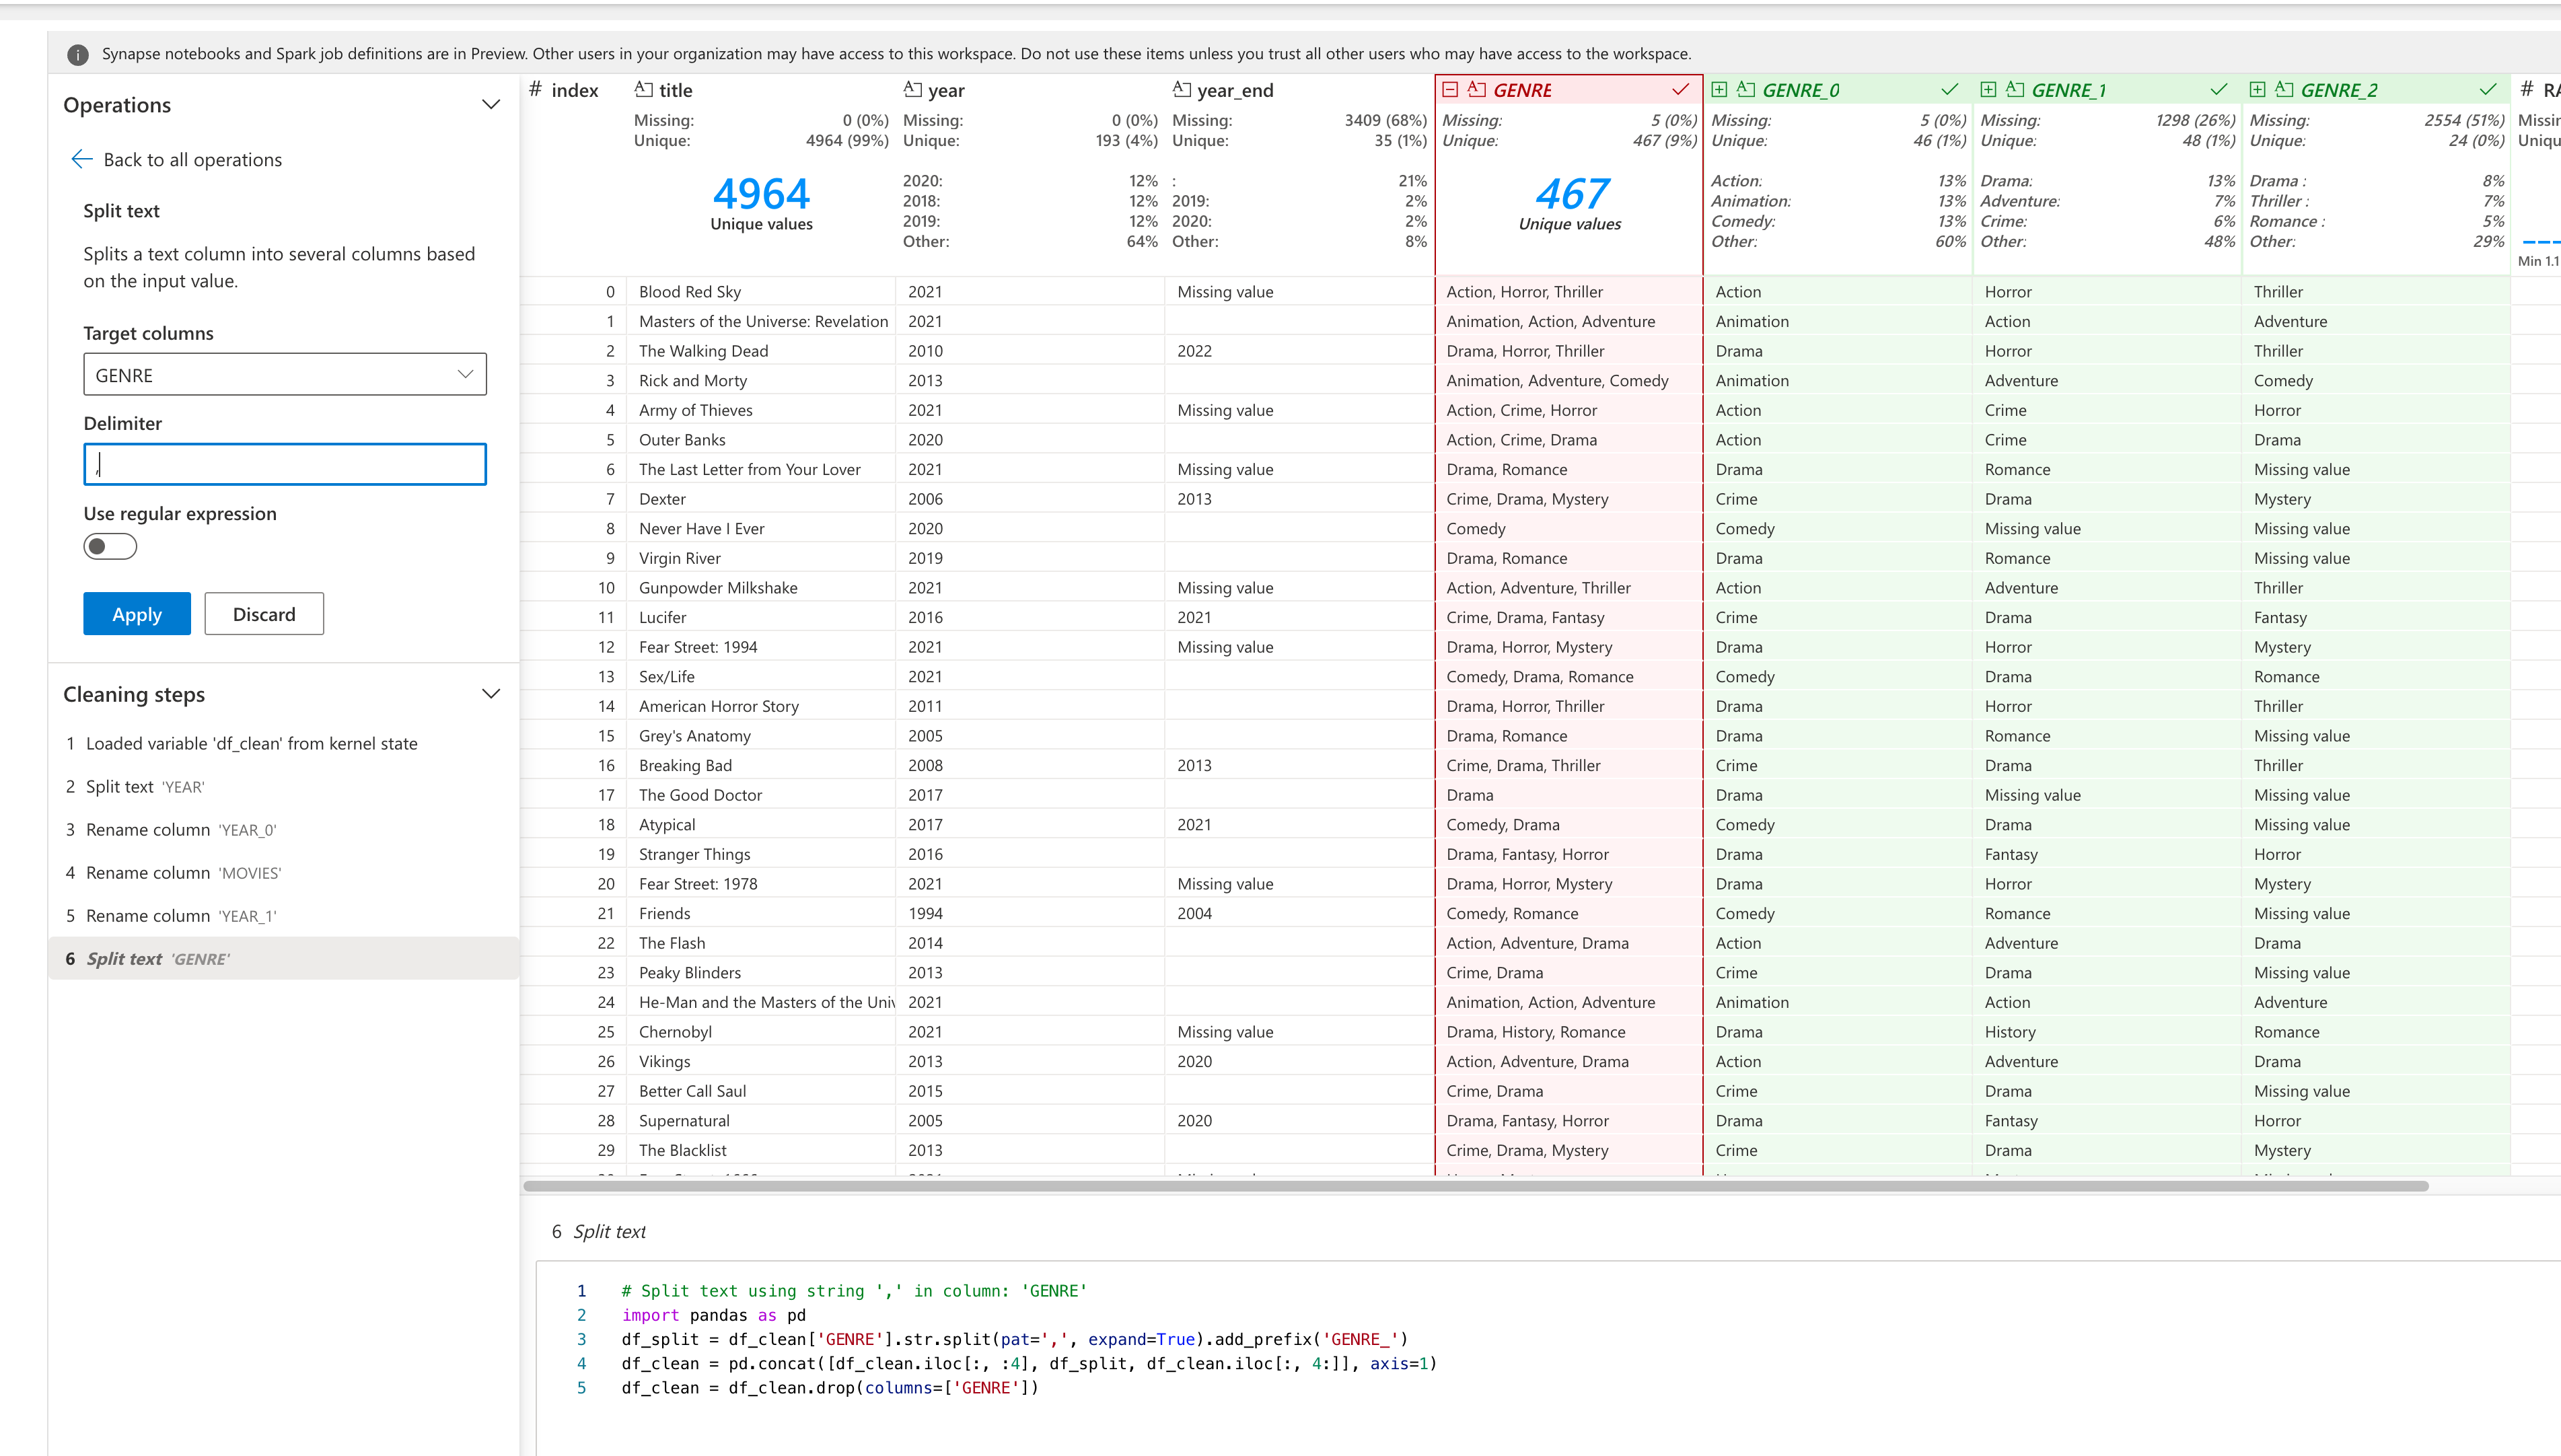 Synapse notebooks and Spark job definitions are in Preview. Other users in your organization may have access to this workspace. Do not use these items unless you trust all other users who may have access to the workspace.
Operations
Back to all operations
Split text
Splits a text column into several columns based
on the input value.
Target columns
GENRE
Delimiter
,
Use regular expression
Apply Discard
Cleaning steps
1 Loaded variable 'df_clean' from kernel state
2 Split text 'YEAR'
3 Rename column 'YEAR_0'
4 Rename column 'MOVIES'
5 Rename column 'YEAR_1'
6 Split text 'GENRE'
# index title year year_end GENRE GENRE_0 GENRE_1 GENRE_2 #
Missing: 0 (0%) Missing: 0 (0%) Missing: 3409 (68%) Missing: 5 (0%) Missing: 5 (0%) Missing: 1298 (26%) Missing: 2554 (51%)
Unique: 4964 (99%) Unique: 193 (4%) Unique: 35 (1%) Unique: 467 (9%) Unique: 46 (1%) Unique: 48 (1%) Unique: 24 (0%)
4964 2020: 12% : 21% 467 Action: 13% Drama: 13% Drama : 8%
2018: 12% 2019: 2% Animation: 13% Adventure: 7% Thriller : 7%
Unique values 2019: 12% 2020: 2% Unique values Comedy: 13% Crime: 6% Romance : 5%
Other: 64% Other: 8% Other: 60% Other: 48% Other: 29%
Min 1.1
0 Blood Red Sky 2021 Missing value Action, Horror, Thriller Action Horror Thriller
1 Masters of the Universe: Revelation 2021 Animation, Action, Adventure Animation Action Adventure
2 The Walking Dead 2010 2022 Drama, Horror, Thriller Drama Horror Thriller
3 Rick and Morty 2013 Animation, Adventure, Comedy Animation Adventure Comedy
4 Army of Thieves 2021 Missing value Action, Crime, Horror Action Crime Horror
5 Outer Banks 2020 Action, Crime, Drama Action Crime Drama
6 The Last Letter from Your Lover 2021 Missing value Drama, Romance Drama Romance Missing value
7 Dexter 2006 2013 Crime, Drama, Mystery Crime Drama Mystery
8 Never Have I Ever 2020 Comedy Comedy Missing value Missing value
9 Virgin River 2019 Drama, Romance Drama Romance Missing value
10 Gunpowder Milkshake 2021 Missing value Action, Adventure, Thriller Action Adventure Thriller
11 Lucifer 2016 2021 Crime, Drama, Fantasy Crime Drama Fantasy
12 Fear Street: 1994 2021 Missing value Drama, Horror, Mystery Drama Horror Mystery
13 Sex/Life 2021 Comedy, Drama, Romance Comedy Drama Romance
14 American Horror Story 2011 Drama, Horror, Thriller Drama Horror Thriller
15 Grey's Anatomy 2005 Drama, Romance Drama Romance Missing value
16 Breaking Bad 2008 2013 Crime, Drama, Thriller Crime Drama Thriller
17 The Good Doctor 2017 Drama Drama Missing value Missing value
18 Atypical 2017 2021 Comedy, Drama Comedy Drama Missing value
19 Stranger Things 2016 Drama, Fantasy, Horror Drama Fantasy Horror
20 Fear Street: 1978 2021 Missing value Drama, Horror, Mystery Drama Horror Mystery
21 Friends 1994 2004 Comedy, Romance Comedy Romance Missing value
22 The Flash 2014 Action, Adventure, Drama Action Adventure Drama
23 Peaky Blinders 2013 Crime, Drama Crime Drama Missing value
24 He-Man and the Masters of the Univ 2021 Animation, Action, Adventure Animation Action Adventure
25 Chernobyl 2021 Missing value Drama, History, Romance Drama History Romance
26 Vikings 2013 2020 Action, Adventure, Drama Action Adventure Drama
27 Better Call Saul 2015 Crime, Drama Crime Drama Missing value
28 Supernatural 2005 2020 Drama, Fantasy, Horror Drama Fantasy Horror
29 The Blacklist 2013 Crime, Drama, Mystery Crime Drama Mystery
6 Split text
1 # Split text using string ',' in column: 'GENRE'
2 import pandas as pd
3 df_split = df_clean['GENRE'].str.split(pat=',', expand=True).add_prefix('GENRE_')
4 df_clean = pd.concat([df_clean.iloc[:, :4], df_split, df_clean.iloc[:, 4:]], axis=1)
5 df_clean = df_clean.drop(columns=['GENRE'])